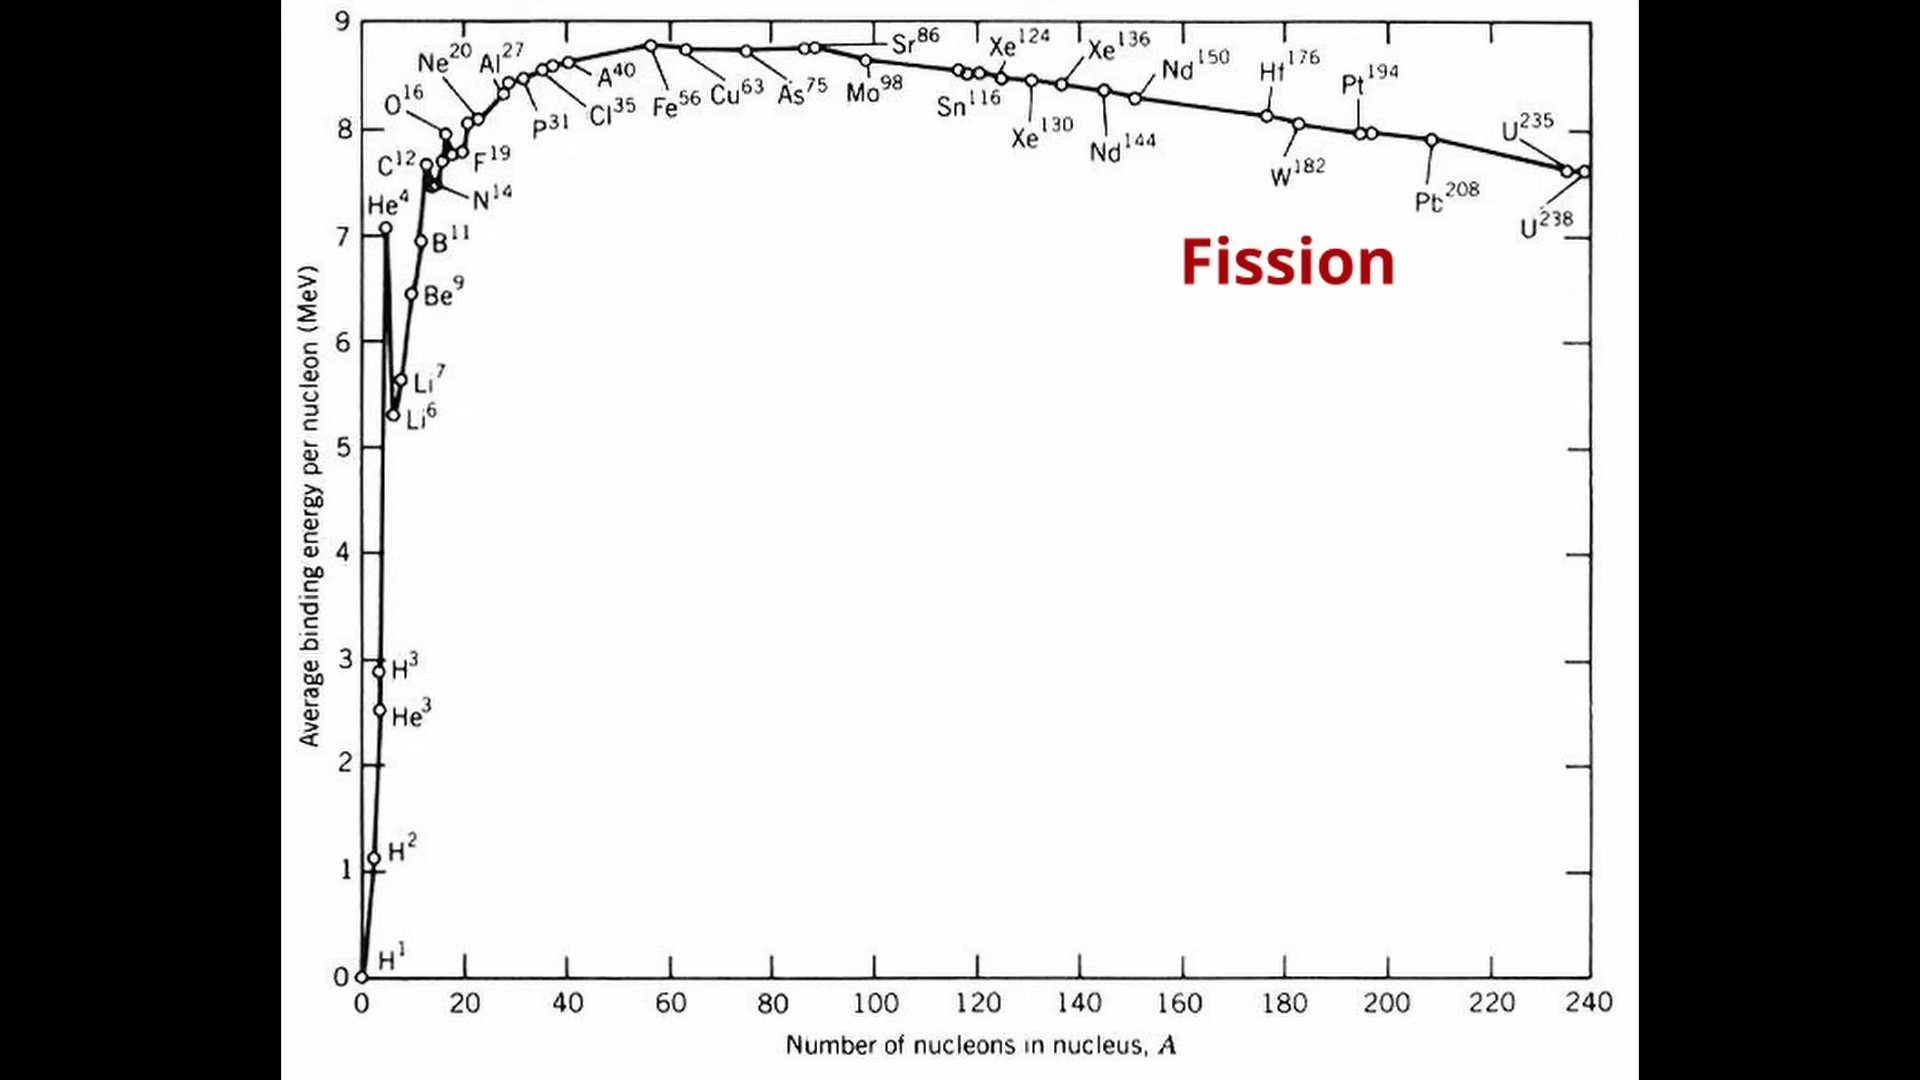 9
8
7
6
5
4
3
2
1
0
Average binding energy per nucleon (MeV)
H¹
H²
He³
H³
Li⁶
Li⁷
Be⁹
B¹¹
He⁴
C¹²
N¹⁴
O¹⁶
F¹⁹
Ne²⁰
Al²⁷
P³¹
Cl³⁵
A⁴⁰
Fe⁵⁶
Cu⁶³
As⁷⁵
Sr⁸⁶
Mo⁹⁸
Sn¹¹⁶
Xe¹²⁴
Xe¹³⁰
Xe¹³⁶
Nd¹⁴⁴
Nd¹⁵⁰
Hf¹⁷⁶
W¹⁸²
Pt¹⁹⁴
Pb²⁰⁸
U²³⁵
U²³⁸
Fission
0 20 40 60 80 100 120 140 160 180 200 220 240
Number of nucleons in nucleus, A